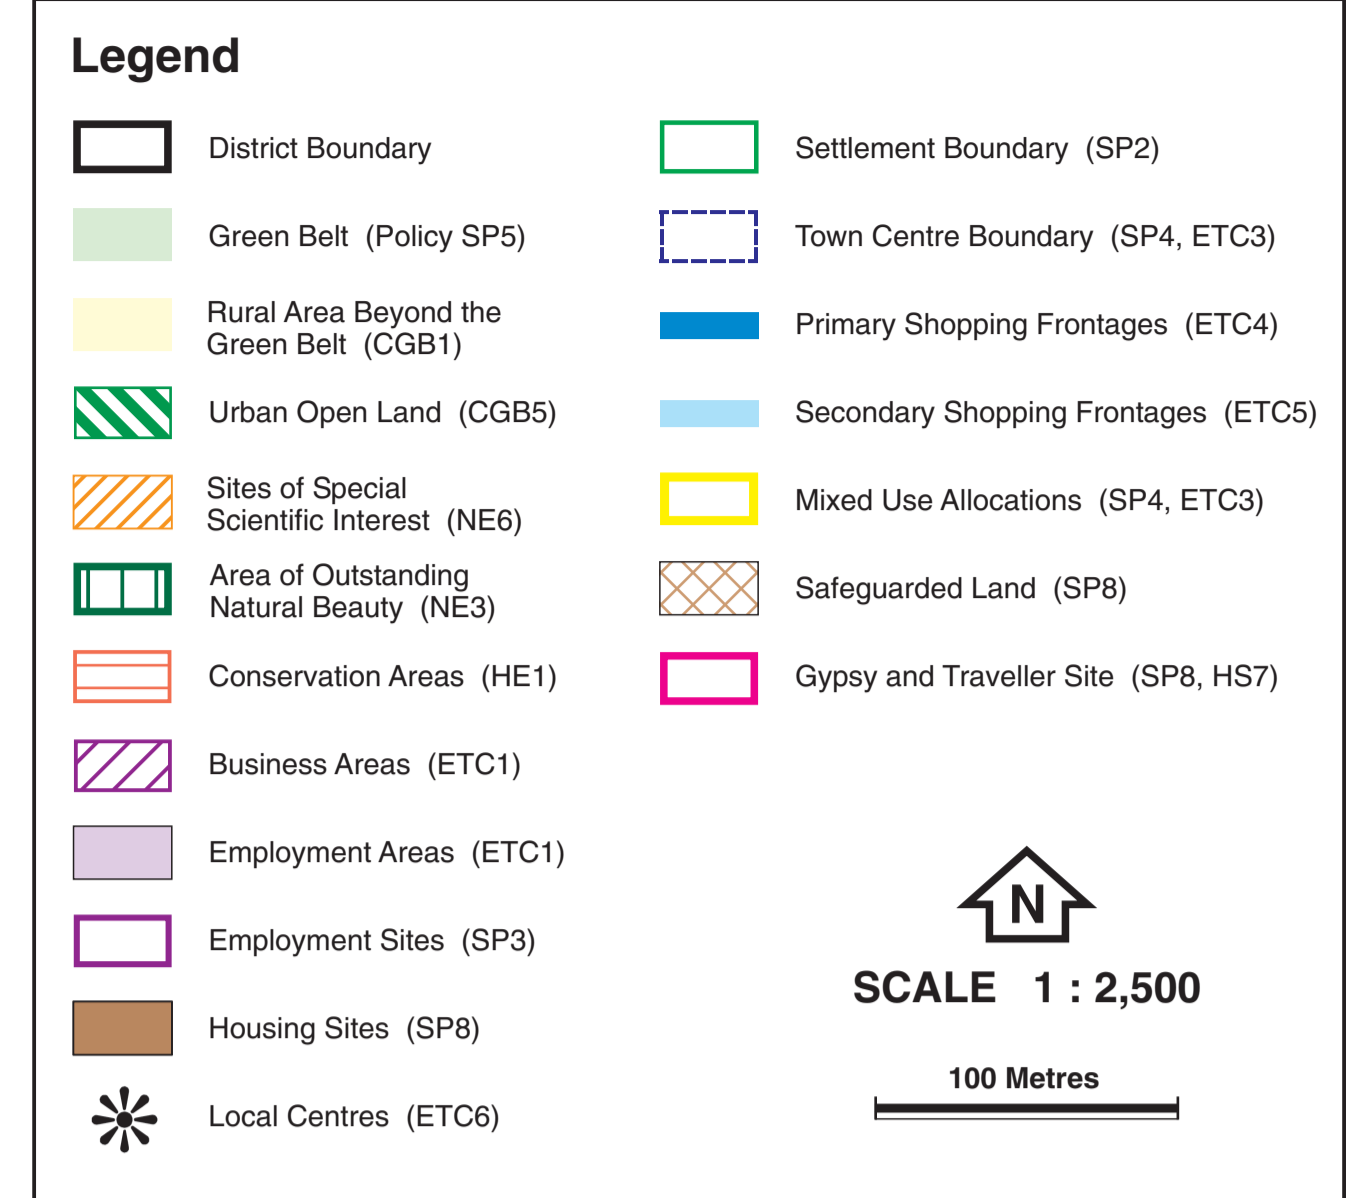 Legend
District Boundary
Green Belt (Policy SP5)
Rural Area Beyond the
Green Belt (CGB1)
Urban Open Land (CGB5)
Sites of Special
Scientific Interest (NE6)
Area of Outstanding
Natural Beauty (NE3)
Conservation Areas (HE1)
Business Areas (ETC1)
Employment Areas (ETC1)
Employment Sites (SP3)
Housing Sites (SP8)
Local Centres (ETC6)
Settlement Boundary (SP2)
Town Centre Boundary (SP4, ETC3)
Primary Shopping Frontages (ETC4)
Secondary Shopping Frontages (ETC5)
Mixed Use Allocations (SP4, ETC3)
Safeguarded Land (SP8)
Gypsy and Traveller Site (SP8, HS7)
N
SCALE 1 : 2,500
100 Metres